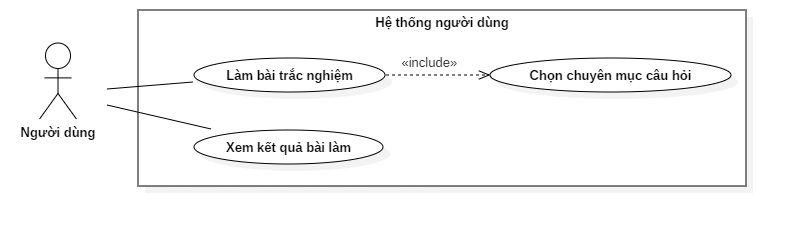 Hệ thống người dùng
Làm bài trắc nghiệm
«include»
Chọn chuyên mục câu hỏi
Người dùng
Xem kết quả bài làm